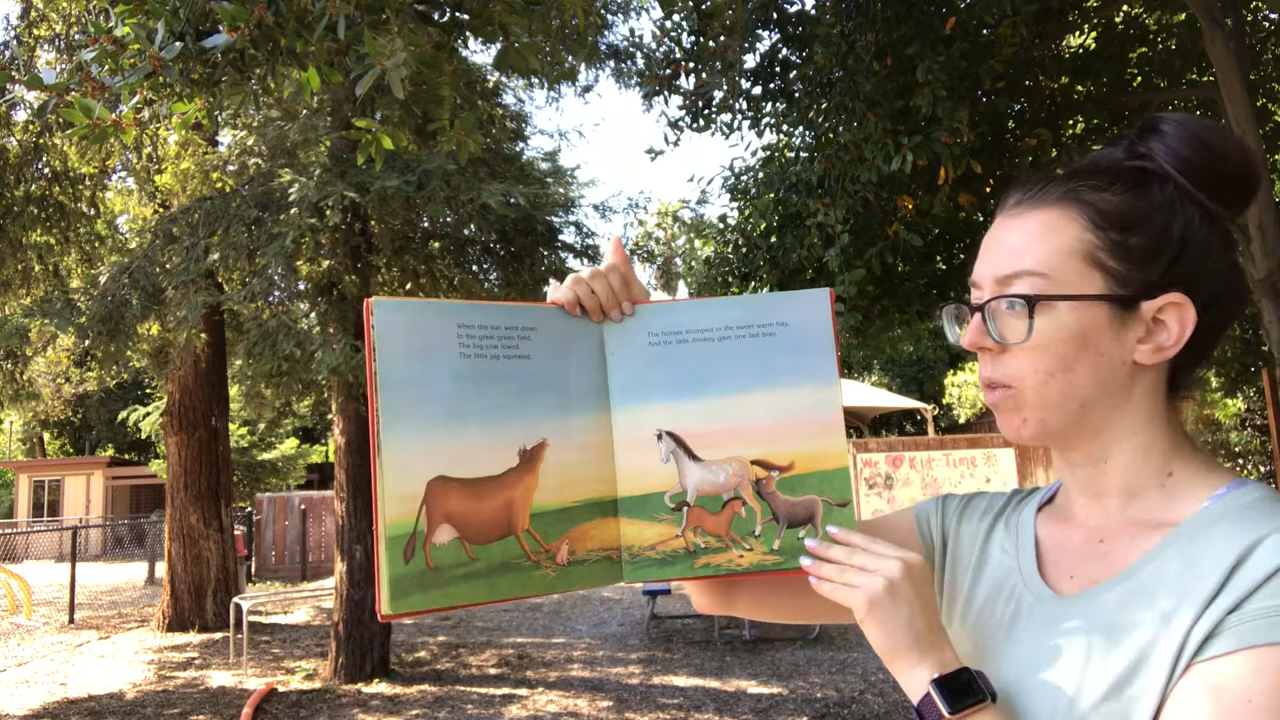 When the sun went down
In the great green field,
The big cow lowed,
The little pig squealed.
The horses stomped in the sweet warm hay,
And the little donkey gave one last bray.
We Kids Time